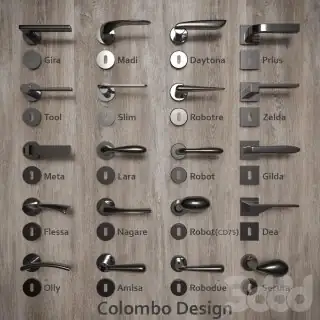 Gira Madi Daytona Prius
Tool Slim Robotre Zelda
Meta Lara Robot Gilda
Flessa Nagare Robot(CD75) Dea
Olly Amisa Robodue Secura
Colombo Design